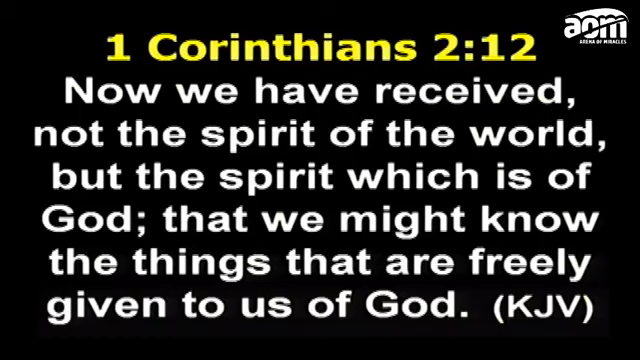 aom
ARENA OF MIRACLES
1 Corinthians 2:12
Now we have received,
not the spirit of the world,
but the spirit which is of
God; that we might know
the things that are freely
given to us of God. (KJV)